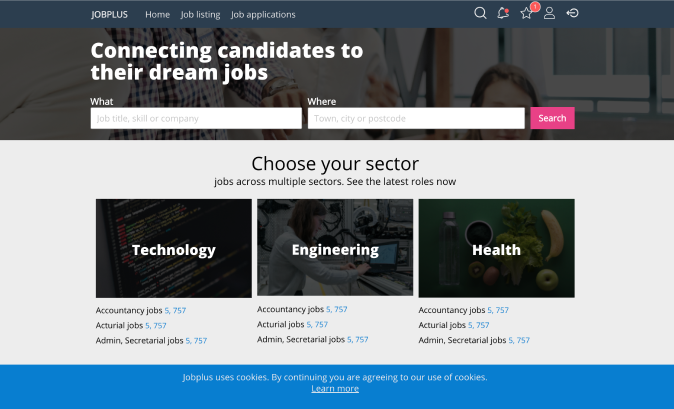 JOBPLUS Home Job listing Job applications 1
Connecting candidates to
their dream jobs
What Where
Job title, skill or company Town, city or postcode Search
Choose your sector
jobs across multiple sectors. See the latest roles now
Technology Engineering Health
Accountancy jobs 5, 757 Accountancy jobs 5, 757 Accountancy jobs 5, 757
Acturial jobs 5, 757 Acturial jobs 5, 757 Acturial jobs 5, 757
Admin, Secretarial jobs 5, 757 Admin, Secretarial jobs 5, 757 Admin, Secretarial jobs 5, 757
Jobplus uses cookies. By continuing you are agreeing to our use of cookies.
Learn more